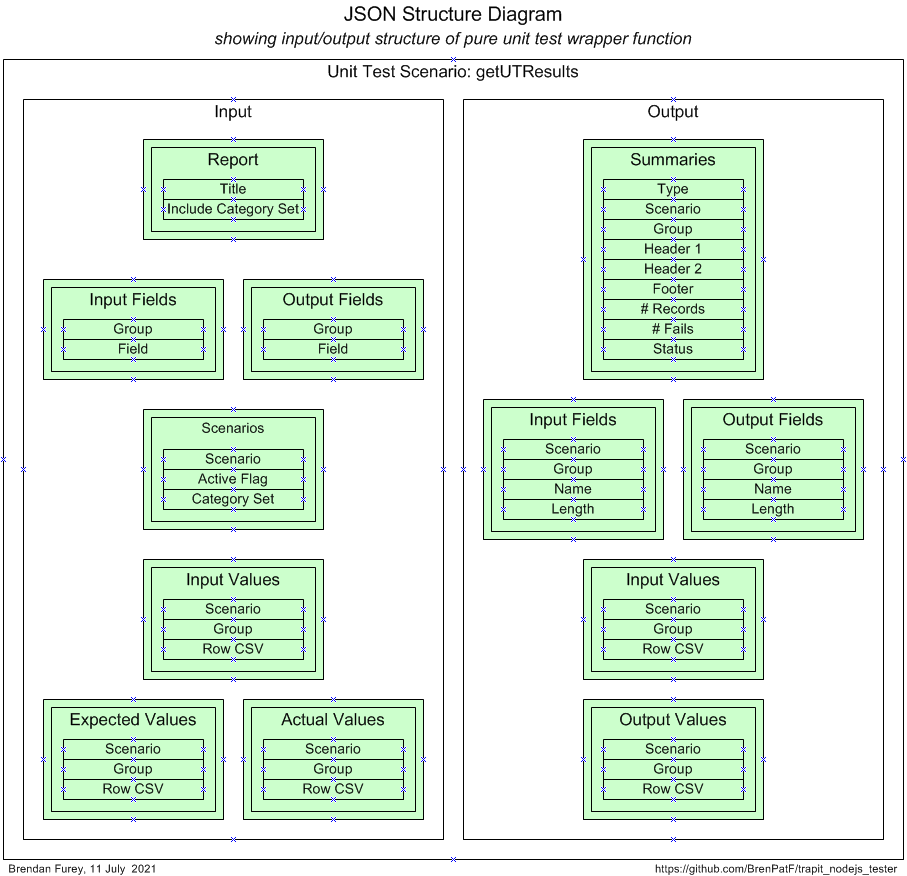 JSON Structure Diagram
showing input/output structure of pure unit test wrapper function
Unit Test Scenario: getUTResults
Input
Report
Title
Include Category Set
Input Fields
Group
Field
Output Fields
Group
Field
Scenarios
Scenario
Active Flag
Category Set
Input Values
Scenario
Group
Row CSV
Expected Values
Scenario
Group
Row CSV
Actual Values
Scenario
Group
Row CSV
Output
Summaries
Type
Scenario
Group
Header 1
Header 2
Footer
# Records
# Fails
Status
Input Fields
Scenario
Group
Name
Length
Output Fields
Scenario
Group
Name
Length
Input Values
Scenario
Group
Row CSV
Output Values
Scenario
Group
Row CSV
Brendan Furey, 11 July 2021
https://github.com/BrenPatF/trapit_nodejs_tester